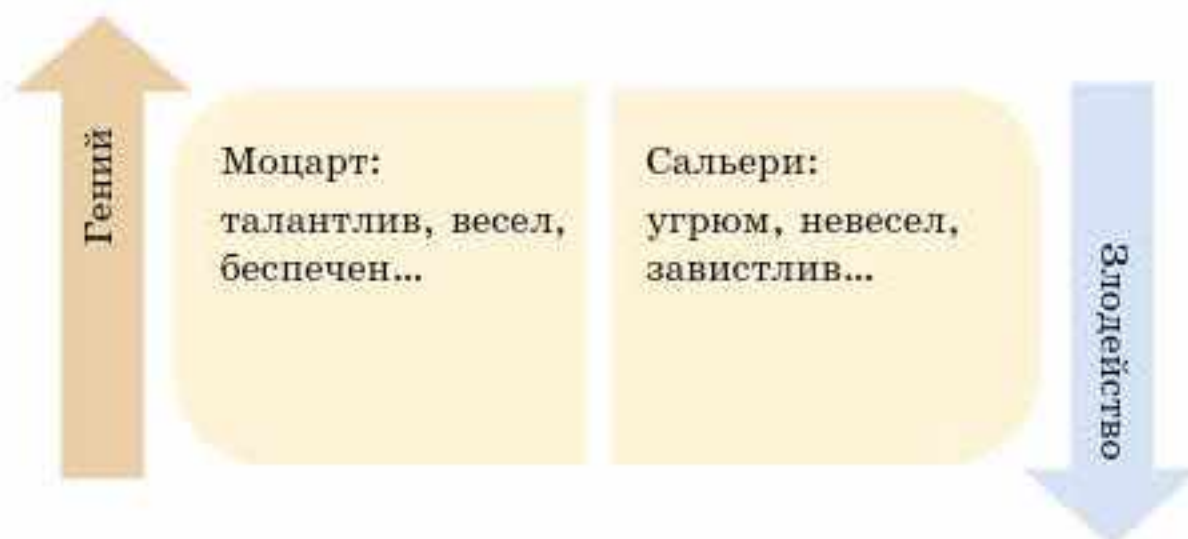 Гений
Моцарт:
талантлив, весел,
беспечен...
Сальери:
угрюм, невесел,
завистлив...
Злодейство